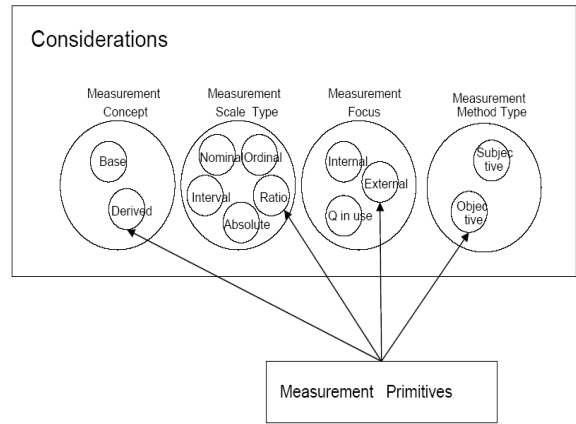 Considerations
Measurement
Concept
Measurement
Scale Type
Measurement
Focus
Measurement
Method Type
Base
Derived
Nominal
Ordinal
Interval
Ratio
Absolute
Internal
External
Q in use
Subjec
tive
Objec
tive
Measurement Primitives